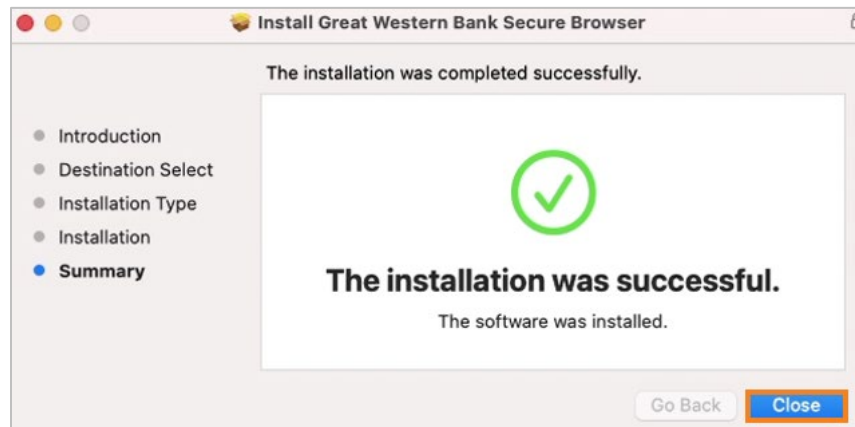 Install Great Western Bank Secure Browser
The installation was completed successfully.
Introduction
Destination Select
Installation Type
Installation
Summary
The installation was successful.
The software was installed.
Go Back
Close